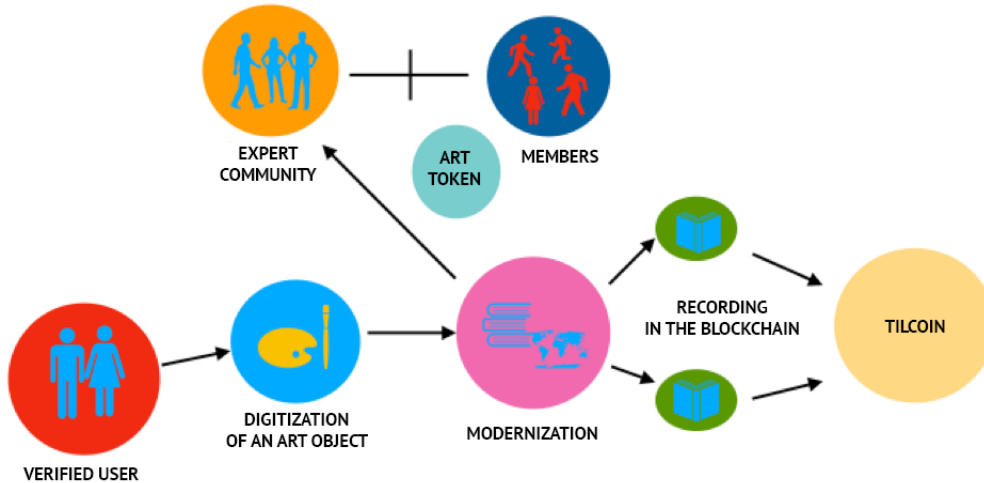 EXPERT
COMMUNITY
ART
TOKEN
MEMBERS
RECORDING
IN THE BLOCKCHAIN
TILCOIN
DIGITIZATION
OF AN ART OBJECT
MODERNIZATION
VERIFIED USER